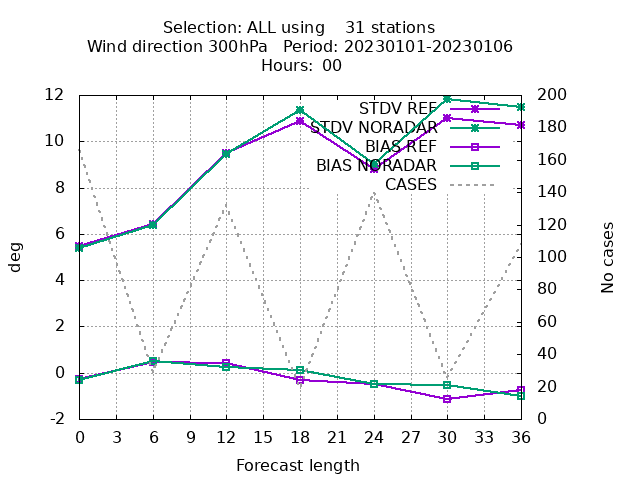 Selection: ALL using    31 stations
Wind direction 300hPa   Period: 20230101-20230106
Hours: 00
STDV REF
STDV NORADAR
BIAS REF
BIAS NORADAR
CASES
12
10
8
6
4
2
0
-2
200
180
160
140
120
100
80
60
40
20
0
deg
No cases
0 3 6 9 12 15 18 21 24 27 30 33 36
Forecast length